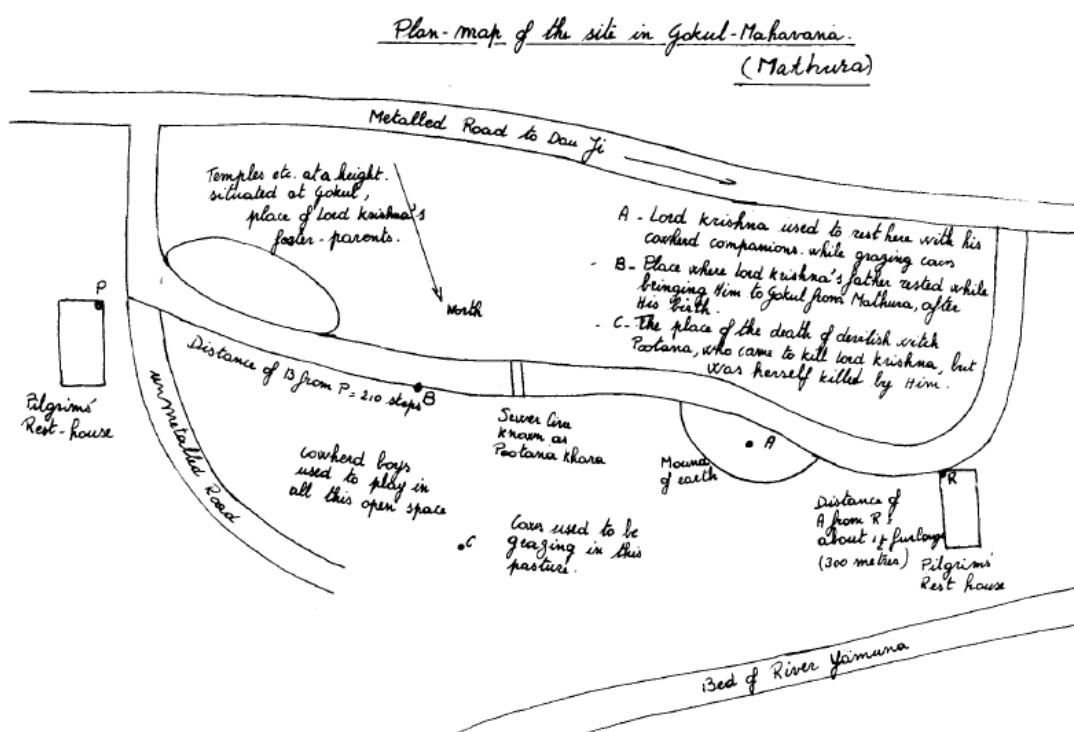 Plan-map of the site in Gokul-Mahavana.
(Mathura)
Metalled Road to Dau Ji
Temples etc. at a height.
situated at Gokul,
place of Lord Krishna's
foster-parents.
North
A - Lord Krishna used to rest here with his
cowherd companions. while grazing cows
B - Place where Lord Krishna's father rested while
bringing Him to Gokul from Mathura, after
His birth.
C - The place of the death of devilish witch
Pootana, who came to kill Lord Krishna, but
was herself killed by Him.
P
Pilgrims'
Rest-house
unmetalled Road
Distance of B from P = 210 steps
B
Sewer line
known as
Pootana Khara
Mound
of earth
A
R
Distance of
A from R =
about 1½ furlongs
(300 metres)
Pilgrims'
Rest house
cowherd boys
used to play in
all this open space
C
Cows used to be
grazing in this
pasture.
Bed of River Yamuna